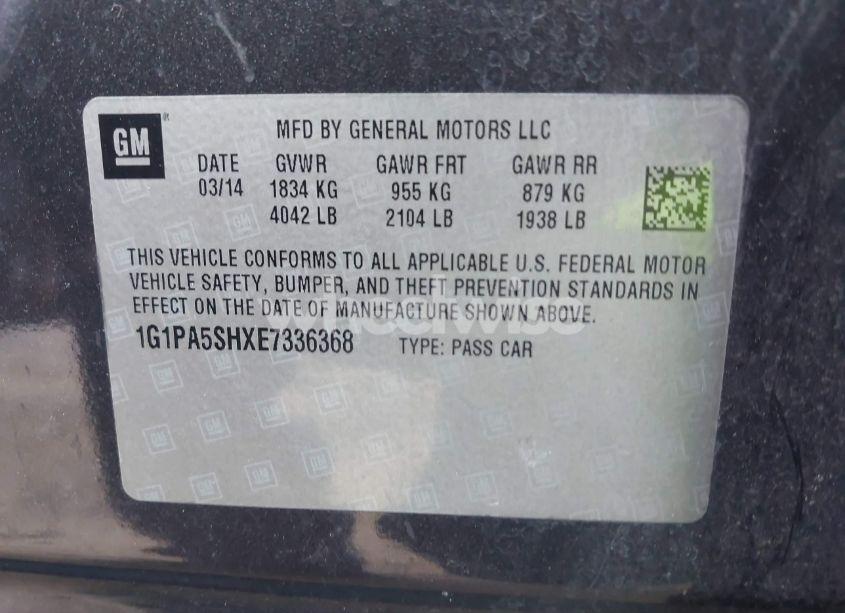 GM
MFD BY GENERAL MOTORS LLC
DATE GVWR GAWR FRT GAWR RR
03/14 1834 KG 955 KG 879 KG
4042 LB 2104 LB 1938 LB
THIS VEHICLE CONFORMS TO ALL APPLICABLE U.S. FEDERAL MOTOR
VEHICLE SAFETY, BUMPER, AND THEFT PREVENTION STANDARDS IN
EFFECT ON THE DATE OF MANUFACTURE SHOWN ABOVE.
1G1PA5SHXE7336368 TYPE: PASS CAR